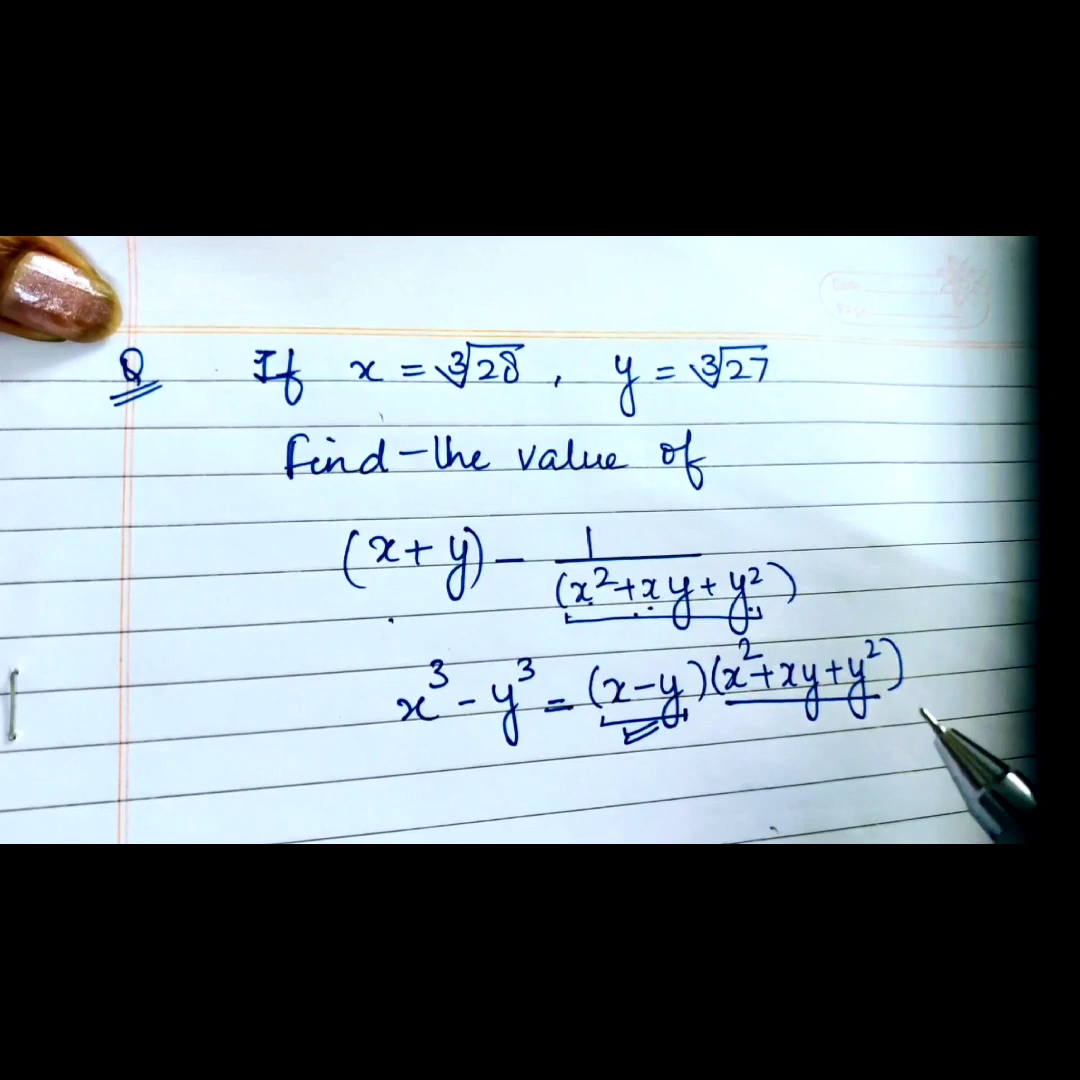 Q If x = ∛28 , y = ∛27
find the value of
(x + y) - 1/(x² + xy + y²)
x³ - y³ = (x - y)(x² + xy + y²)